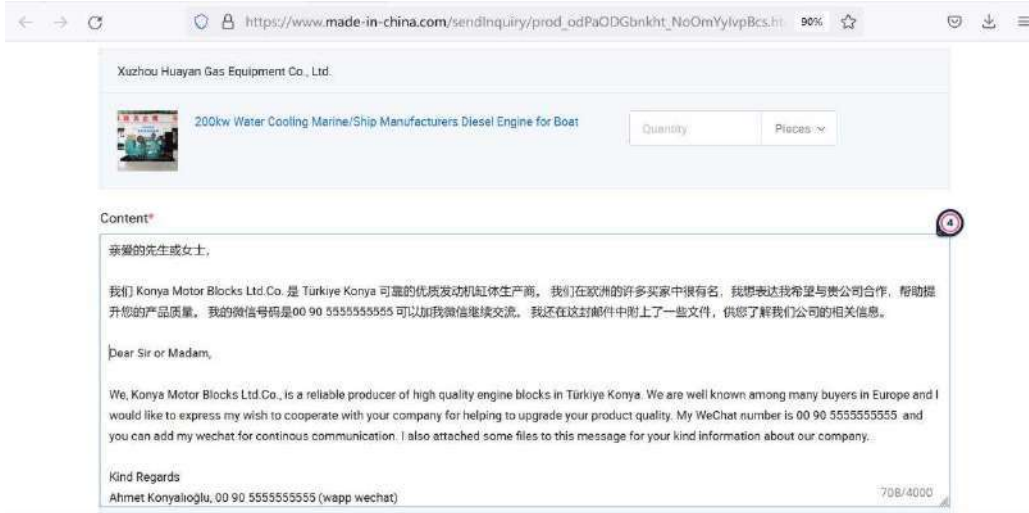 https://www.made-in-china.com/sendInquiry/prod_odPaODGbnkht_NoOmYyIvpBcs.ht 90%
Xuzhou Huayan Gas Equipment Co., Ltd.
200kw Water Cooling Marine/Ship Manufacturers Diesel Engine for Boat
Quantity Pieces
Content*
4
亲爱的先生或女士,
我们 Konya Motor Blocks Ltd.Co. 是 Türkiye Konya 可靠的优质发动机缸体生产商。 我们在欧洲的许多买家中很有名, 我想表达我希望与贵公司合作, 帮助提
升您的产品质量。 我的微信号码是00 90 5555555555 可以加我微信继续交流。 我还在这封邮件中附上了一些文件, 供您了解我们公司的相关信息。
Dear Sir or Madam,
We, Konya Motor Blocks Ltd.Co., is a reliable producer of high quality engine blocks in Türkiye Konya. We are well known among many buyers in Europe and I
would like to express my wish to cooperate with your company for helping to upgrade your product quality. My WeChat number is 00 90 5555555555 and
you can add my wechat for continous communication. I also attached some files to this message for your kind information about our company.
Kind Regards
Ahmet Konyalıoğlu, 00 90 5555555555 (wapp wechat)
708/4000